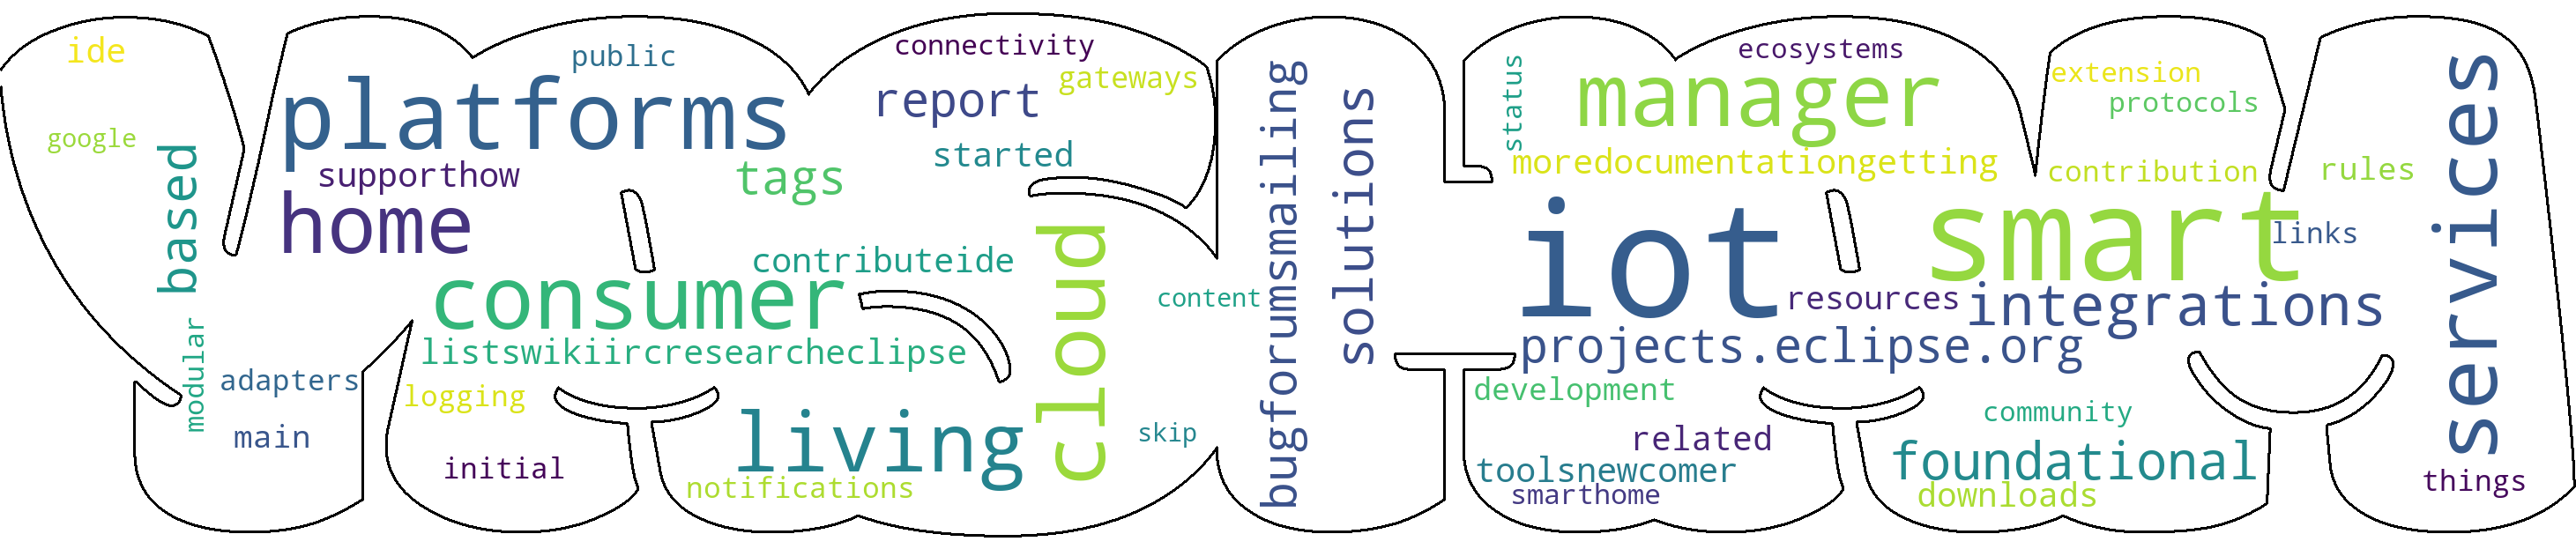 ide
google
based
modular
adapters
main
platforms
public
supporthow
home
tags
report
connectivity
gateways
started
contributeide
consumer
listswikiircresearcheclipse
logging
initial
living
notifications
cloud
content
skip
bugforumsmailing
solutions
status
manager
ecosystems
moredocumentationgetting
iot
smart
extension
protocols
contribution
rules
links
resources
integrations
projects.eclipse.org
development
related
toolsnewcomer
smarthome
community
foundational
downloads
services
things